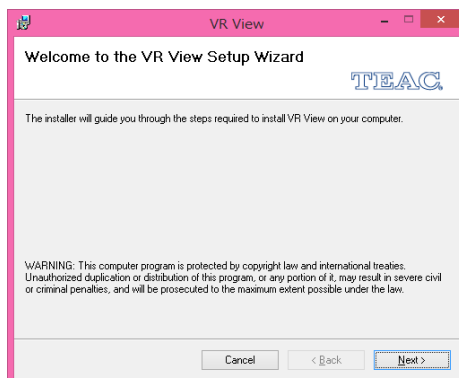 VR View
Welcome to the VR View Setup Wizard
TEAC.
The installer will guide you through the steps required to install VR View on your computer.
WARNING: This computer program is protected by copyright law and international treaties.
Unauthorized duplication or distribution of this program, or any portion of it, may result in severe civil
or criminal penalties, and will be prosecuted to the maximum extent possible under the law.
Cancel
< Back
Next >